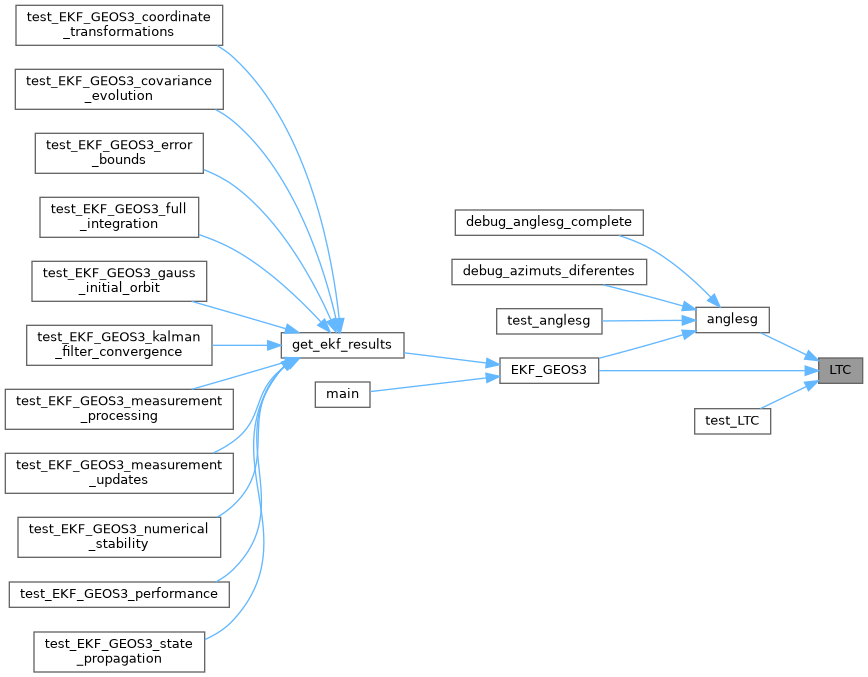 test_EKF_GEOS3_coordinate
_transformations
test_EKF_GEOS3_covariance
_evolution
test_EKF_GEOS3_error
_bounds
test_EKF_GEOS3_full
_integration
test_EKF_GEOS3_gauss
_initial_orbit
test_EKF_GEOS3_kalman
_filter_convergence
test_EKF_GEOS3_measurement
_processing
test_EKF_GEOS3_measurement
_updates
test_EKF_GEOS3_numerical
_stability
test_EKF_GEOS3_performance
test_EKF_GEOS3_state
_propagation
get_ekf_results
main
debug_anglesg_complete
debug_azimuts_diferentes
test_anglesg
EKF_GEOS3
anglesg
test_LTC
LTC